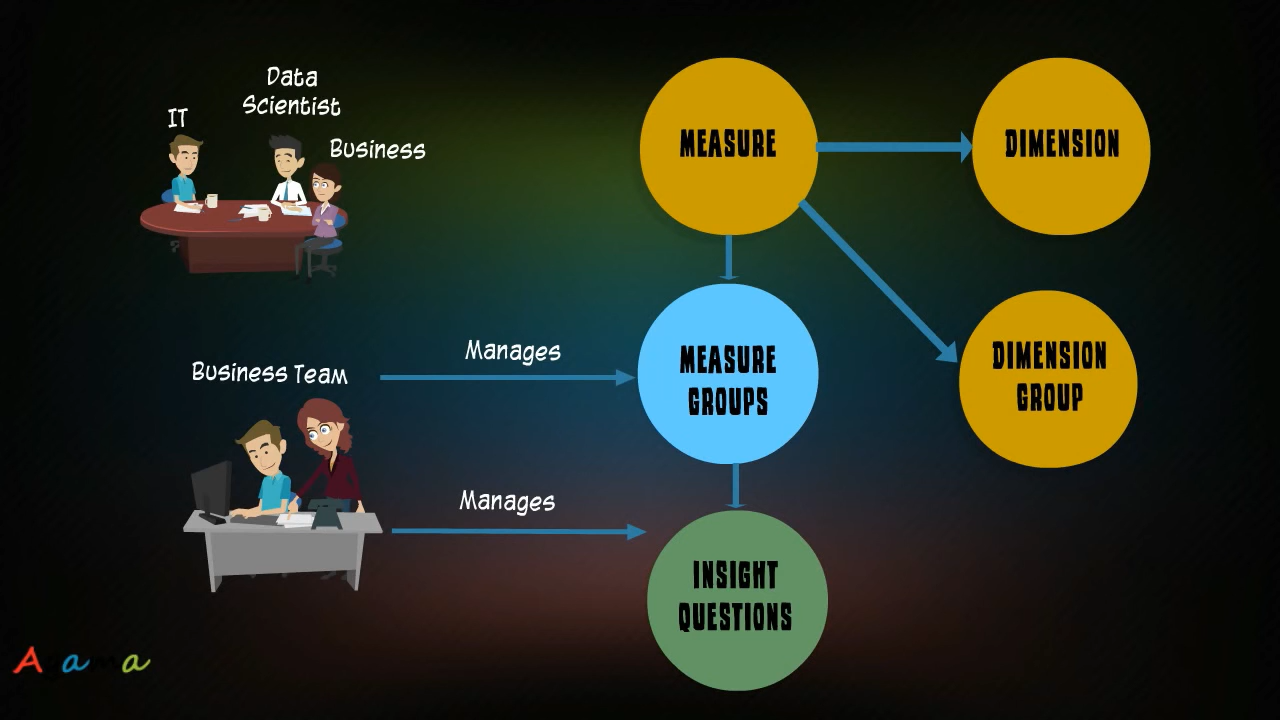 IT
Data
Scientist
Business
MEASURE
DIMENSION
Manages
Business Team
MEASURE
GROUPS
DIMENSION
GROUP
Manages
INSIGHT
QUESTIONS
Agama